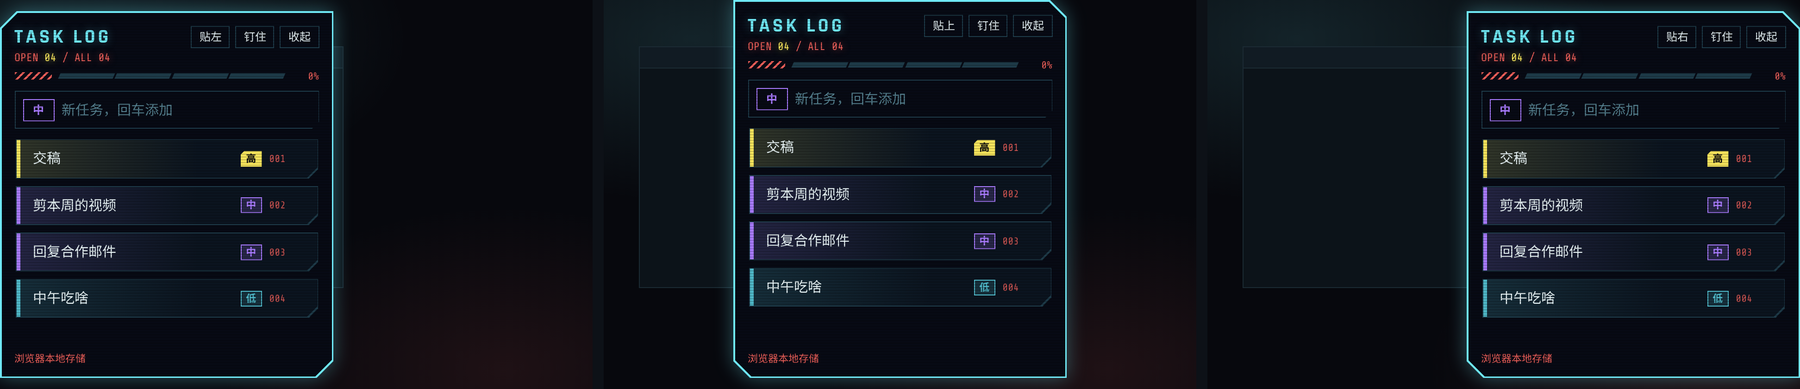 TASK LOG 贴左 钉住 收起
OPEN 04 / ALL 04
0%
中 新任务，回车添加
交稿 高 001
剪本周的视频 中 002
回复合作邮件 中 003
中午吃啥 低 004
浏览器本地存储
TASK LOG 贴上 钉住 收起
OPEN 04 / ALL 04
0%
中 新任务，回车添加
交稿 高 001
剪本周的视频 中 002
回复合作邮件 中 003
中午吃啥 低 004
浏览器本地存储
TASK LOG 贴右 钉住 收起
OPEN 04 / ALL 04
0%
中 新任务，回车添加
交稿 高 001
剪本周的视频 中 002
回复合作邮件 中 003
中午吃啥 低 004
浏览器本地存储